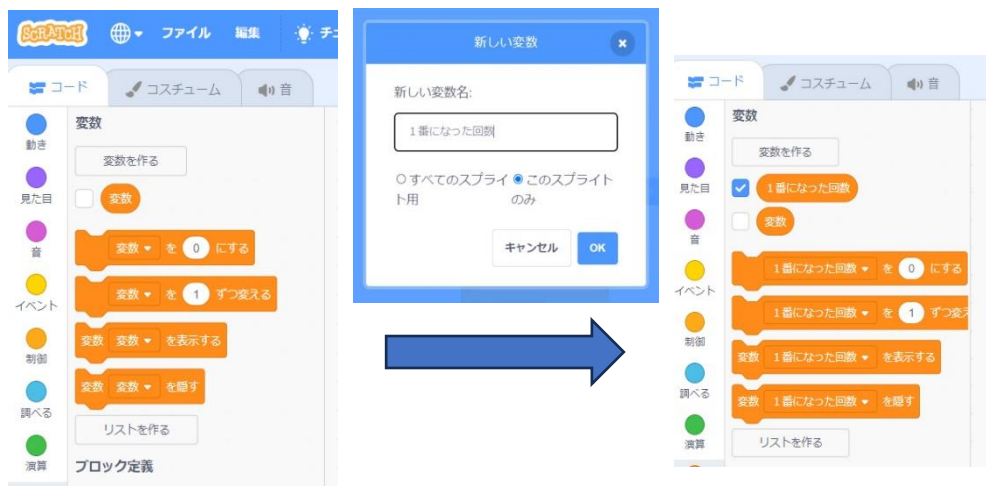 SCRATCH ファイル 編集 チ
コード コスチューム 音
動き
見た目
音
イベント
制御
調べる
演算
変数
変数を作る
変数
変数 を 0 にする
変数 を 1 ずつ変える
変数 変数 を表示する
変数 変数 を隠す
リストを作る
ブロック定義
新しい変数
新しい変数名:
1番になった回数
すべてのスプライト用
このスプライトのみ
キャンセル OK
コード コスチューム 音
動き
見た目
音
イベント
制御
調べる
演算
変数
変数を作る
1番になった回数
変数
1番になった回数 を 0 にする
1番になった回数 を 1 ずつ変え
変数 1番になった回数 を表示する
変数 1番になった回数 を隠す
リストを作る